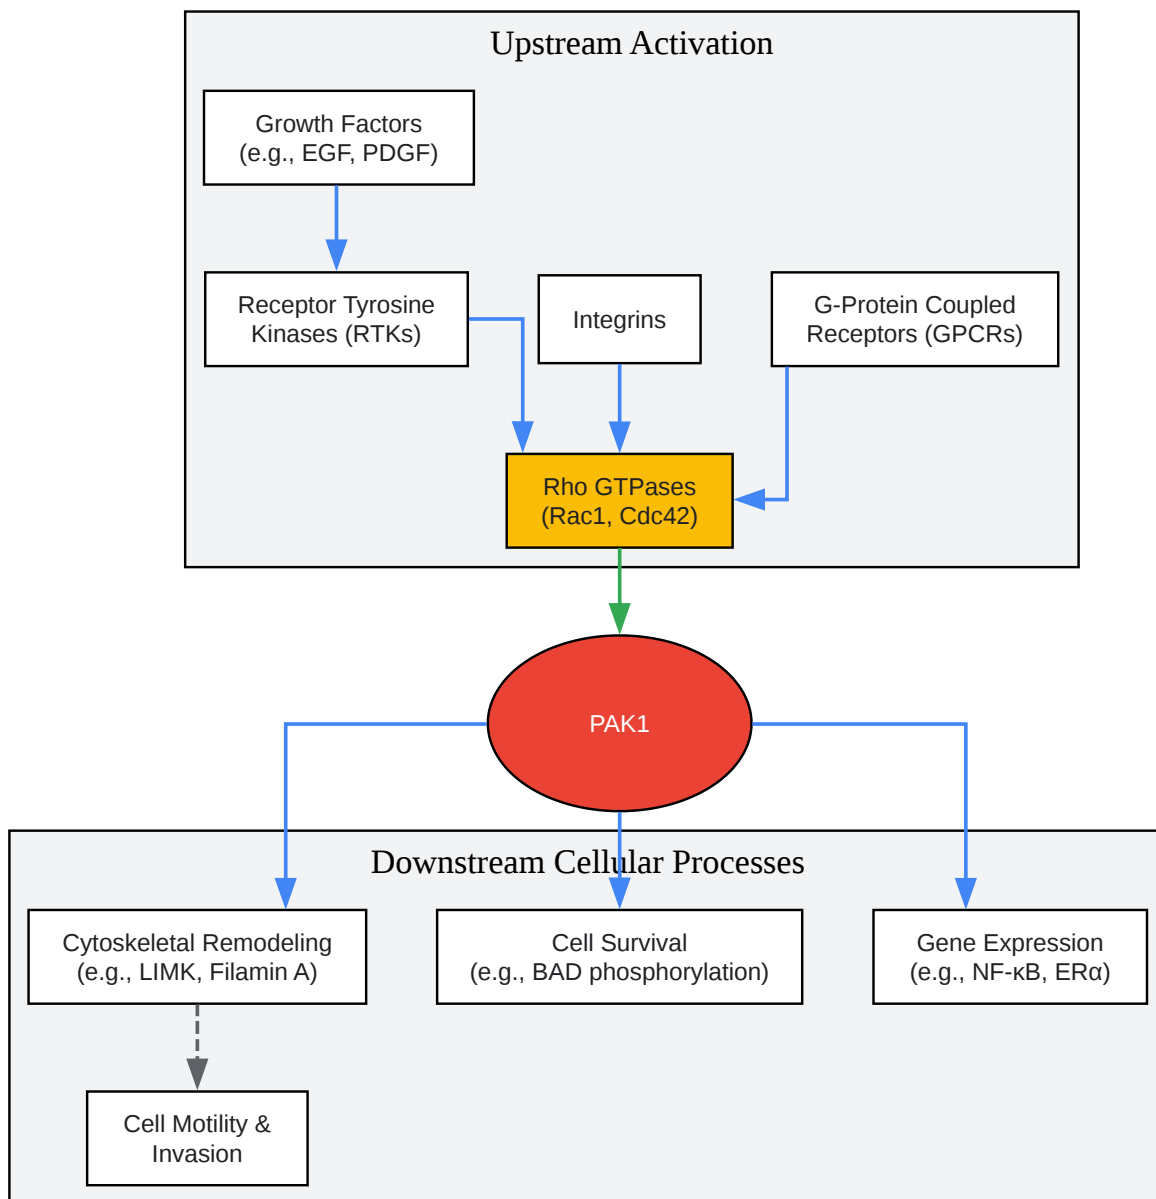 Upstream Activation
Growth Factors
(e.g., EGF, PDGF)
Receptor Tyrosine
Kinases (RTKs)
Integrins
G-Protein Coupled
Receptors (GPCRs)
Rho GTPases
(Rac1, Cdc42)
PAK1
Downstream Cellular Processes
Cytoskeletal Remodeling
(e.g., LIMK, Filamin A)
Cell Survival
(e.g., BAD phosphorylation)
Gene Expression
(e.g., NF-κB, ERα)
Cell Motility &
Invasion